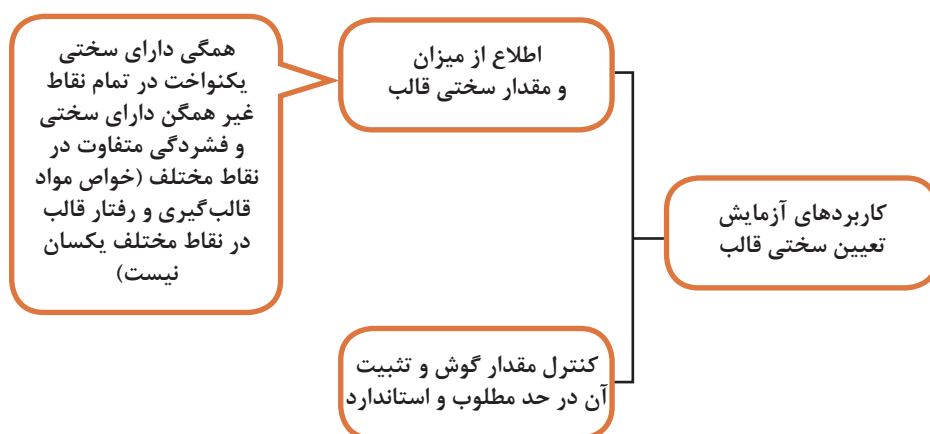 کاربردهای آزمایش
تعیین سختی قالب
اطلاع از میزان
و مقدار سختی قالب
همگی دارای سختی
یکنواخت در تمام نقاط
غیر همگن دارای سختی
و فشردگی متفاوت در
نقاط مختلف (خواص مواد
قالب‌گیری و رفتار قالب
در نقاط مختلف یکسان
نیست)
کنترل مقدار گوش و تثبیت
آن در حد مطلوب و استاندارد